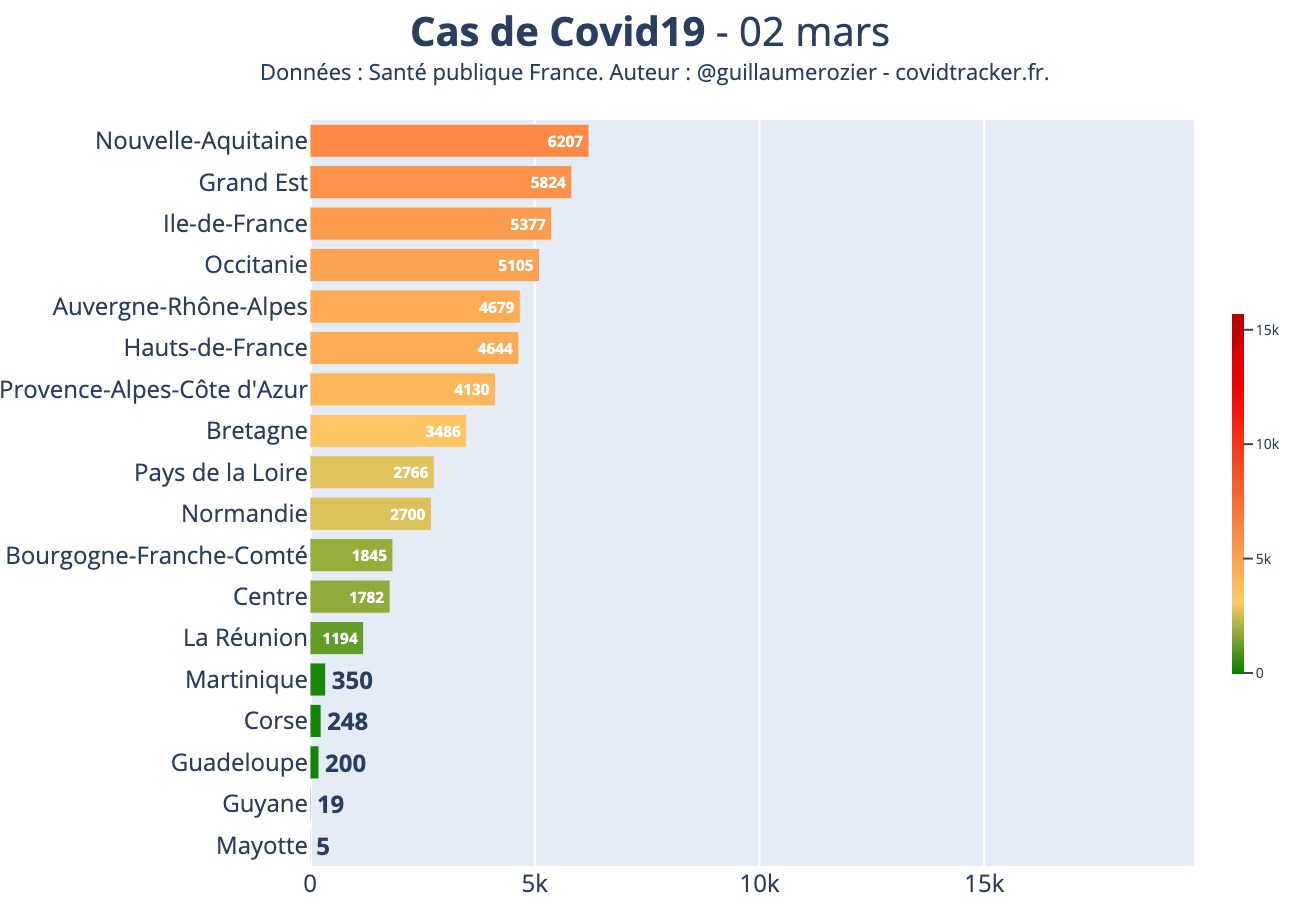 Cas de Covid19 - 02 mars
Données : Santé publique France. Auteur : @guillaumerozier - covidtracker.fr.
Nouvelle-Aquitaine 6207
Grand Est 5824
Ile-de-France 5377
Occitanie 5105
Auvergne-Rhône-Alpes 4679
Hauts-de-France 4644
Provence-Alpes-Côte d'Azur 4130
Bretagne 3486
Pays de la Loire 2766
Normandie 2700
Bourgogne-Franche-Comté 1845
Centre 1782
La Réunion 1194
Martinique 350
Corse 248
Guadeloupe 200
Guyane 19
Mayotte 5
0 5k 10k 15k
15k
10k
5k
0